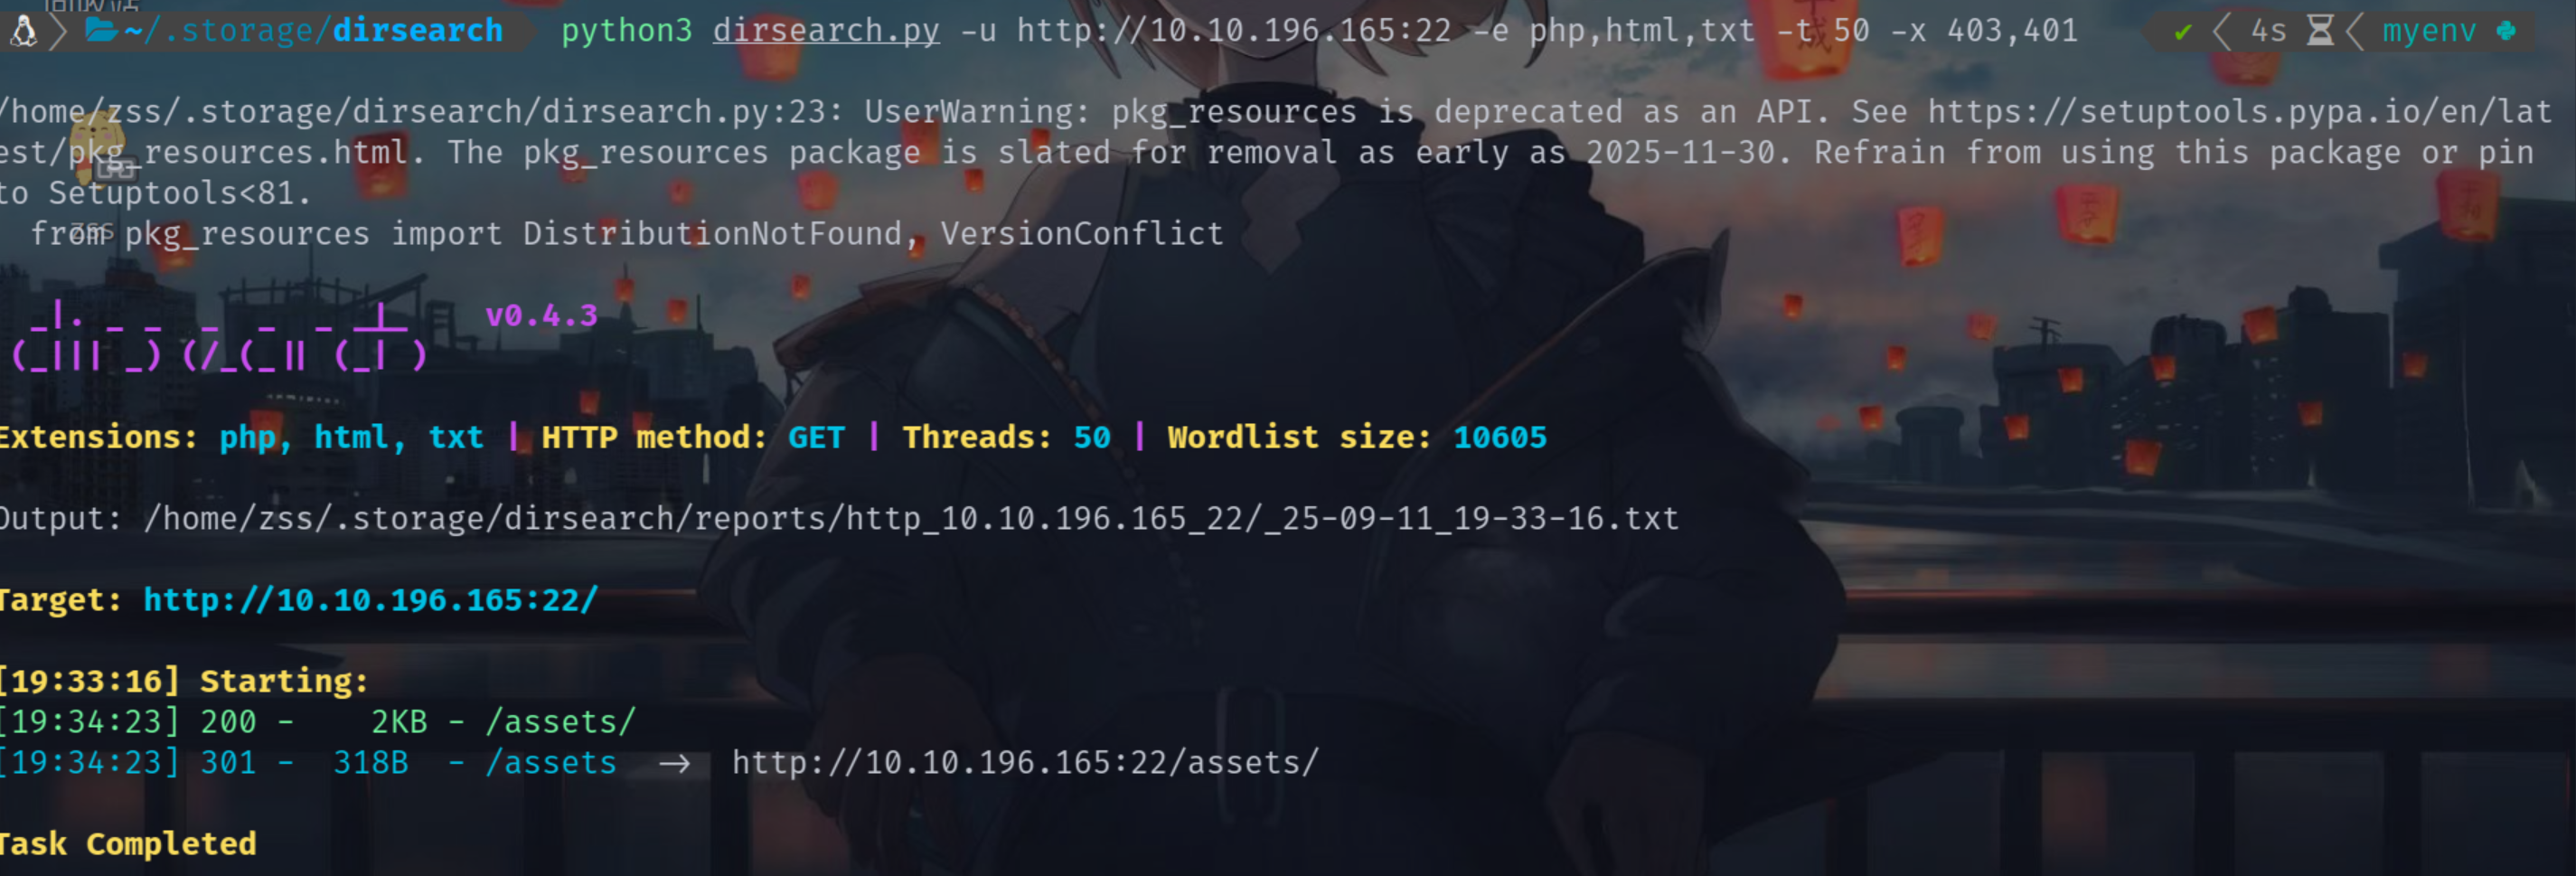 ~/.storage/dirsearch python3 dirsearch.py -u http://10.10.196.165:22 -e php,html,txt -t 50 -x 403,401 ✔ 4s myenv
/home/zss/.storage/dirsearch/dirsearch.py:23: UserWarning: pkg_resources is deprecated as an API. See https://setuptools.pypa.io/en/lat
est/pkg_resources.html. The pkg_resources package is slated for removal as early as 2025-11-30. Refrain from using this package or pin
to Setuptools<81.
from pkg_resources import DistributionNotFound, VersionConflict
zss
_|. _ _  _  _  _ _|_    v0.4.3
(_||| _) (/_(_|| (_| )
Extensions: php, html, txt | HTTP method: GET | Threads: 50 | Wordlist size: 10605
Output: /home/zss/.storage/dirsearch/reports/http_10.10.196.165_22/_25-09-11_19-33-16.txt
Target: http://10.10.196.165:22/
[19:33:16] Starting:
[19:34:23] 200 -    2KB - /assets/
[19:34:23] 301 -  318B  - /assets  →  http://10.10.196.165:22/assets/
Task Completed